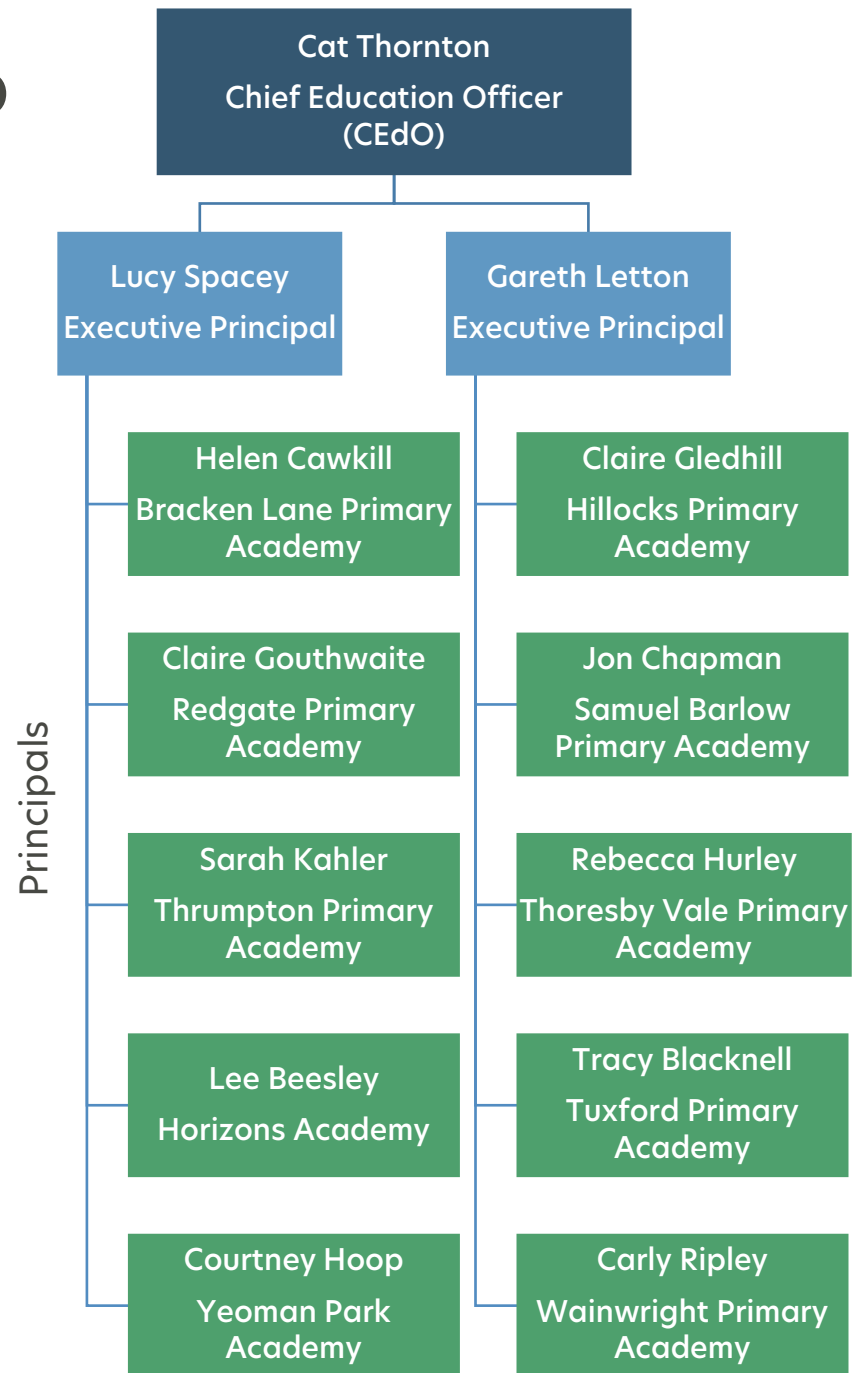 Cat Thornton
Chief Education Officer
(CEdO)
Lucy Spacey
Executive Principal
Gareth Letton
Executive Principal
Principals
Helen Cawkill
Bracken Lane Primary
Academy
Claire Gouthwaite
Redgate Primary
Academy
Sarah Kahler
Thrumpton Primary
Academy
Lee Beesley
Horizons Academy
Courtney Hoop
Yeoman Park
Academy
Claire Gledhill
Hillocks Primary
Academy
Jon Chapman
Samuel Barlow
Primary Academy
Rebecca Hurley
Thoresby Vale Primary
Academy
Tracy Blacknell
Tuxford Primary
Academy
Carly Ripley
Wainwright Primary
Academy